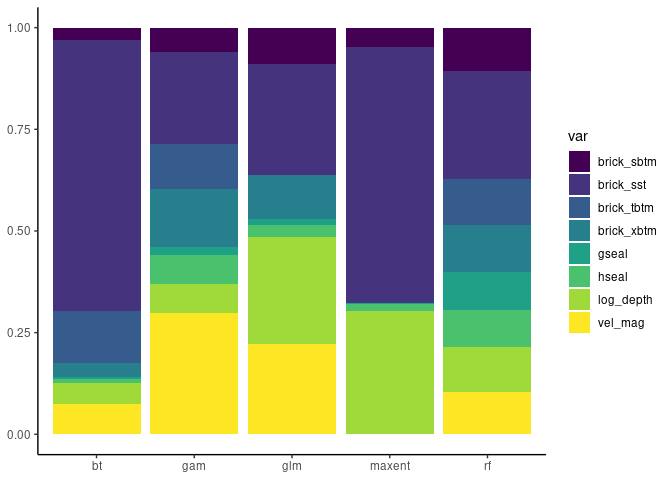 1.00
0.75
0.50
0.25
0.00
bt gam glm maxent rf
var
brick_sbtm
brick_sst
brick_tbtm
brick_xbtm
gseal
hseal
log_depth
vel_mag